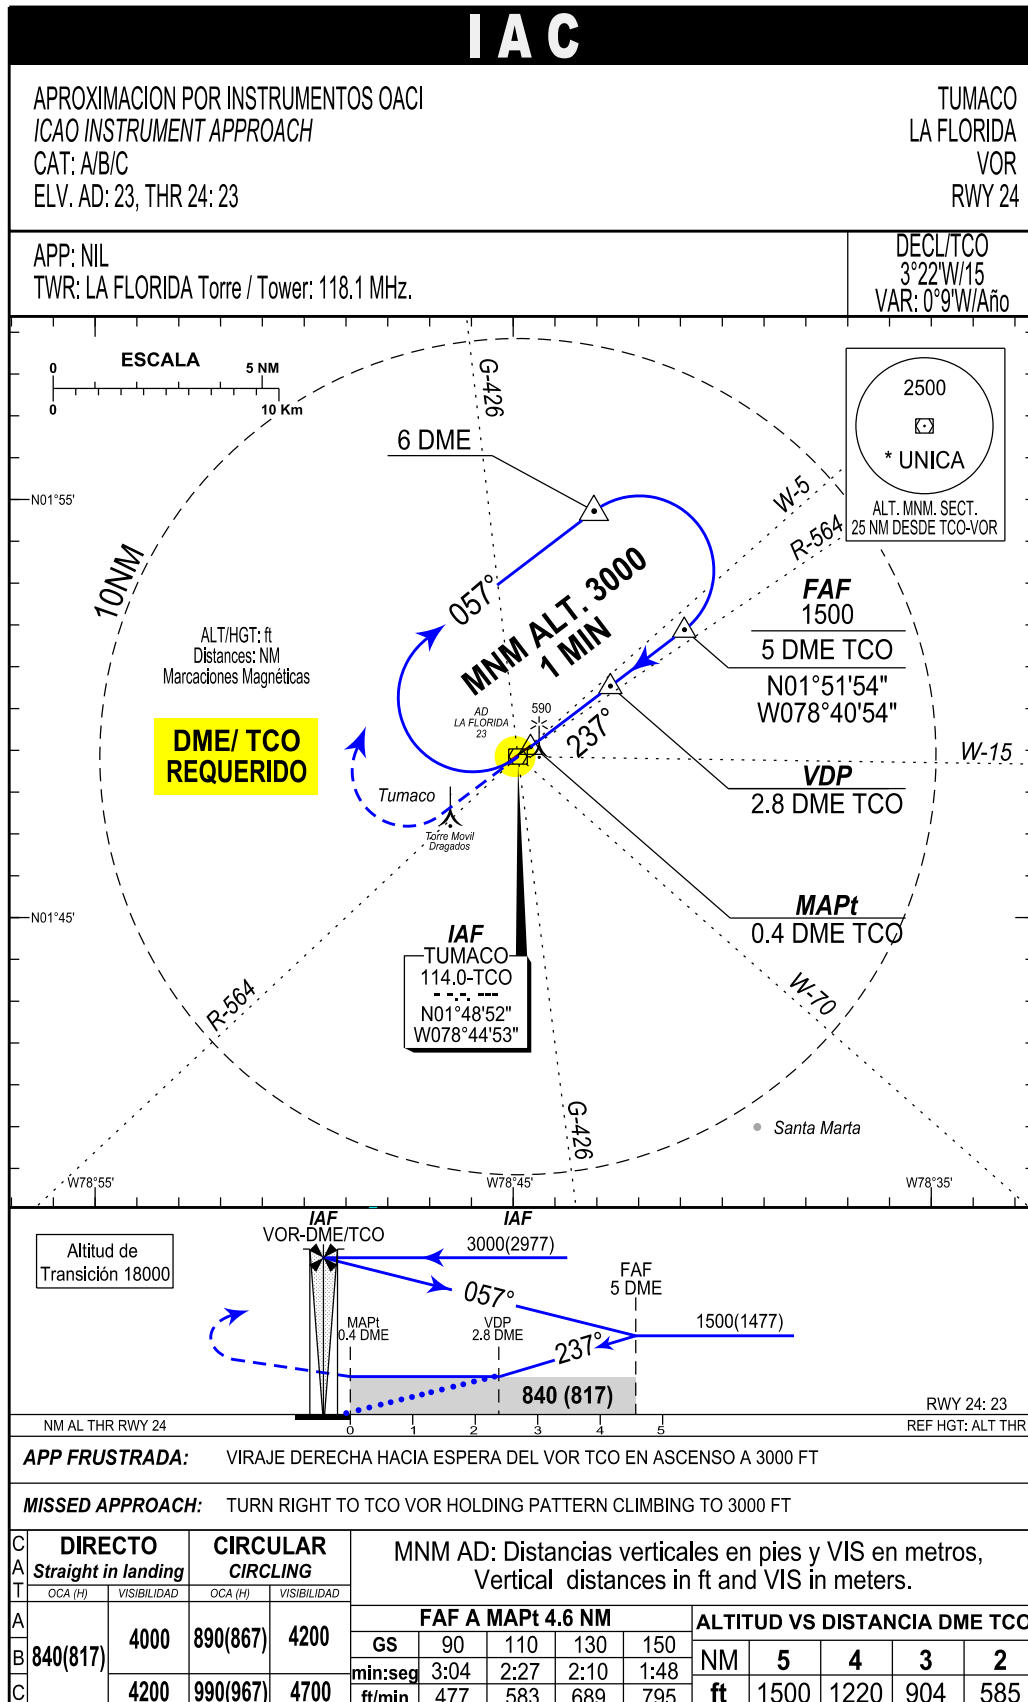 IAC
APROXIMACION POR INSTRUMENTOS OACI
ICAO INSTRUMENT APPROACH
CAT: A/B/C
ELV. AD: 23, THR 24: 23
TUMACO
LA FLORIDA
VOR
RWY 24
APP: NIL
TWR: LA FLORIDA Torre / Tower: 118.1 MHz.
DECL/TCO
3°22'W/15
VAR: 0°9'W/Año
ESCALA
0 5 NM
0 10 Km
G-426
2500
* UNICA
ALT. MNM. SECT.
25 NM DESDE TCO-VOR
6 DME
W-5
R-564
N01°55'
10NM
057°
MNM ALT. 3000
1 MIN
FAF
1500
5 DME TCO
N01°51'54"
W078°40'54"
ALT/HGT: ft
Distances: NM
Marcaciones Magnéticas
DME/ TCO
REQUERIDO
AD
LA FLORIDA
23
590
237°
W-15
VDP
2.8 DME TCO
Tumaco
Torre Movil
Dragados
MAPt
0.4 DME TCO
N01°45'
IAF
TUMACO
114.0-TCO
N01°48'52"
W078°44'53"
R-564
W-70
G-426
Santa Marta
W78°55'
W78°45'
W78°35'
Altitud de
Transición 18000
IAF
VOR-DME/TCO
IAF
3000(2977)
057°
FAF
5 DME
MAPt
0.4 DME
VDP
2.8 DME
237°
1500(1477)
840 (817)
RWY 24: 23
NM AL THR RWY 24
0 1 2 3 4 5
REF HGT: ALT THR
APP FRUSTRADA: VIRAJE DERECHA HACIA ESPERA DEL VOR TCO EN ASCENSO A 3000 FT
MISSED APPROACH: TURN RIGHT TO TCO VOR HOLDING PATTERN CLIMBING TO 3000 FT
CAT
DIRECTO
Straight in landing
CIRCULAR
CIRCLING
OCA (H) VISIBILIDAD OCA (H) VISIBILIDAD
A
B
C
840(817)
4000 890(867) 4200
4200 990(967) 4700
MNM AD: Distancias verticales en pies y VIS en metros,
Vertical distances in ft and VIS in meters.
FAF A MAPt 4.6 NM
GS 90 110 130 150
min:seg 3:04 2:27 2:10 1:48
ft/min 477 583 689 795
ALTITUD VS DISTANCIA DME TCO
NM 5 4 3 2
ft 1500 1220 904 585